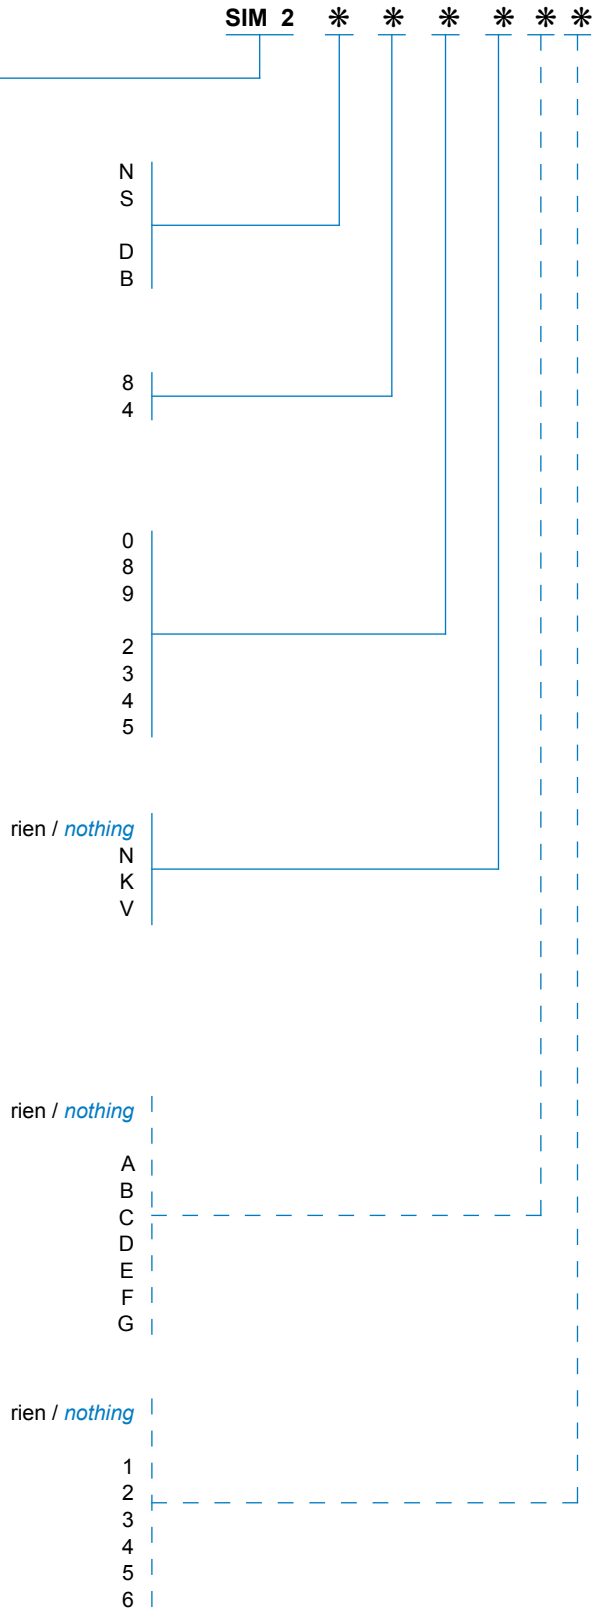 SIM 2 ❋ ❋ ❋ ❋ ❋ ❋
N
S
D
B
8
4
0
8
9
2
3
4
5
rien / nothing
N
K
V
rien / nothing
A
B
C
D
E
F
G
rien / nothing
1
2
3
4
5
6